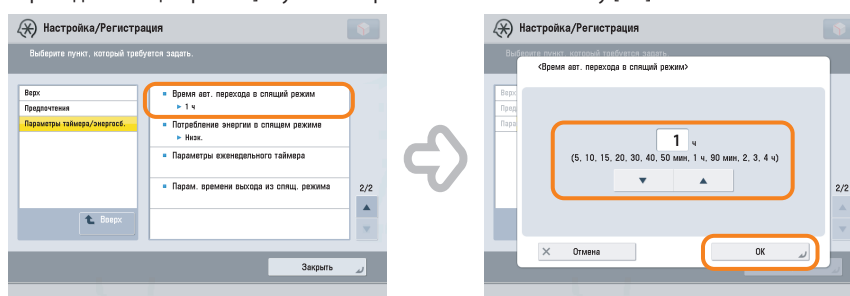 Настройка/Регистрация
Выберите пункт, который требуется задать.
Верх
Предпочтения
Параметры таймера/энергосб.
Вверх
Время авт. перехода в спящий режим
1 ч
Потребление энергии в спящем режиме
Низк.
Параметры еженедельного таймера
Парам. времени выхода из спящ. режима
2/2
Закрыть
Настройка/Регистрация
Выберите пункт, который требуется задать.
<Время авт. перехода в спящий режим>
Верх
Пред
Пара
1 ч
(5, 10, 15, 20, 30, 40, 50 мин, 1 ч, 90 мин, 2, 3, 4 ч)
2/2
Отмена
OK